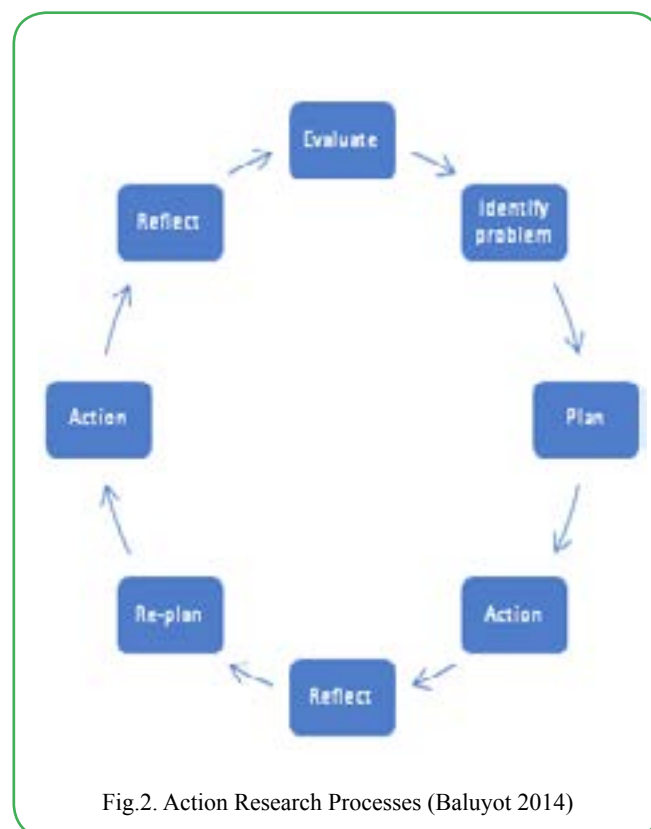 Evaluate
Identify
problem
Plan
Action
Reflect
Re-plan
Action
Reflect
Fig.2. Action Research Processes (Baluyot 2014)